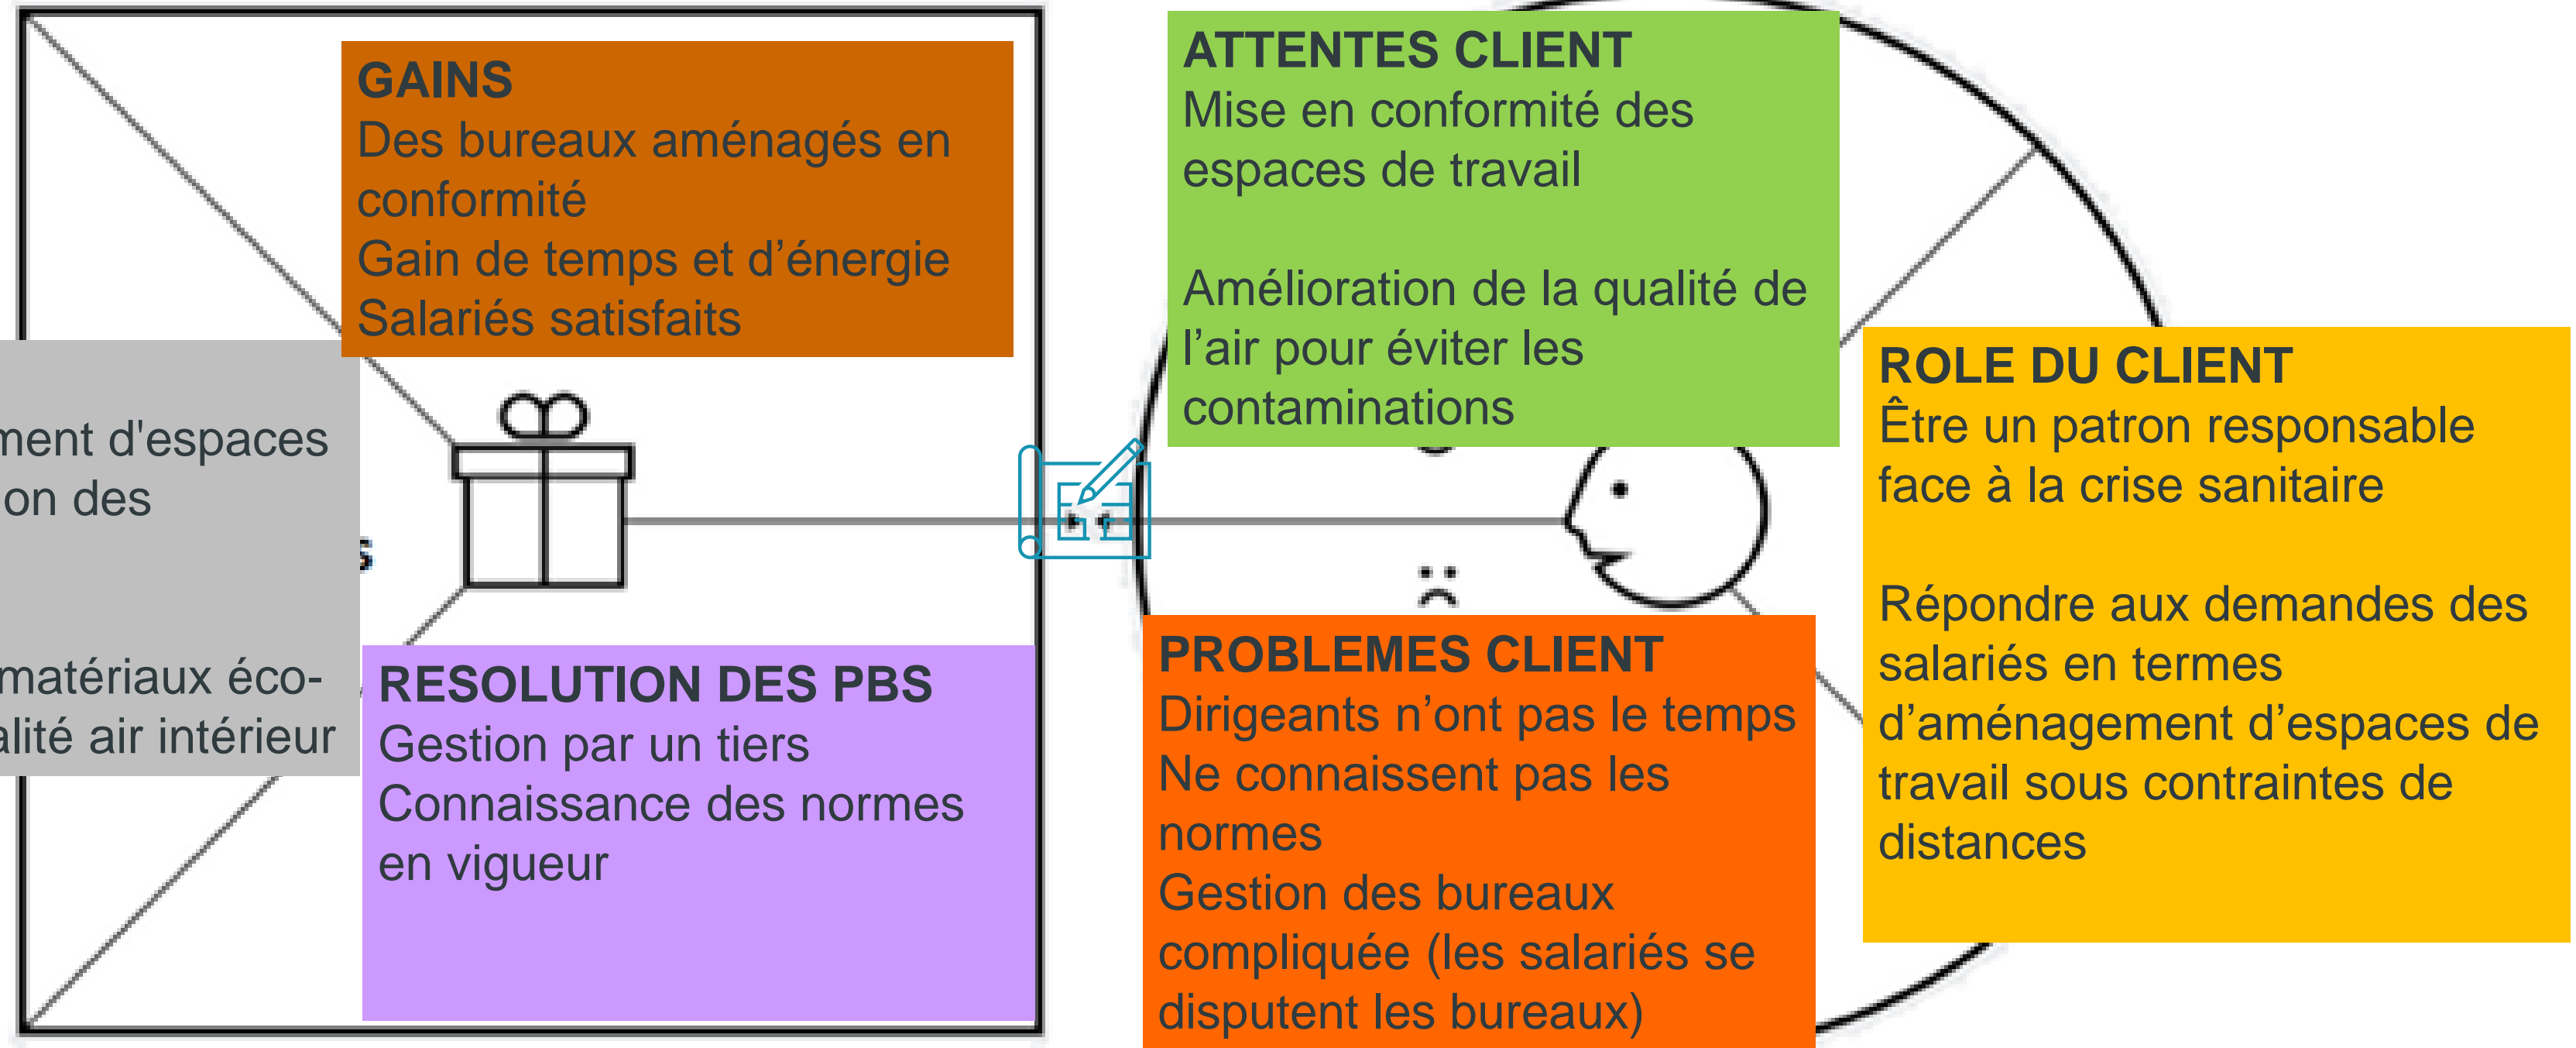 GAINS
Des bureaux aménagés en
conformité
Gain de temps et d’énergie
Salariés satisfaits
ATTENTES CLIENT
Mise en conformité des
espaces de travail
Amélioration de la qualité de
l’air pour éviter les
contaminations
ROLE DU CLIENT
Être un patron responsable
face à la crise sanitaire
Répondre aux demandes des
salariés en termes
d’aménagement d’espaces de
travail sous contraintes de
distances
d'espaces
des
matériaux éco-
air intérieur
RESOLUTION DES PBS
Gestion par un tiers
Connaissance des normes
en vigueur
PROBLEMES CLIENT
Dirigeants n’ont pas le temps
Ne connaissent pas les
normes
Gestion des bureaux
compliquée (les salariés se
disputent les bureaux)